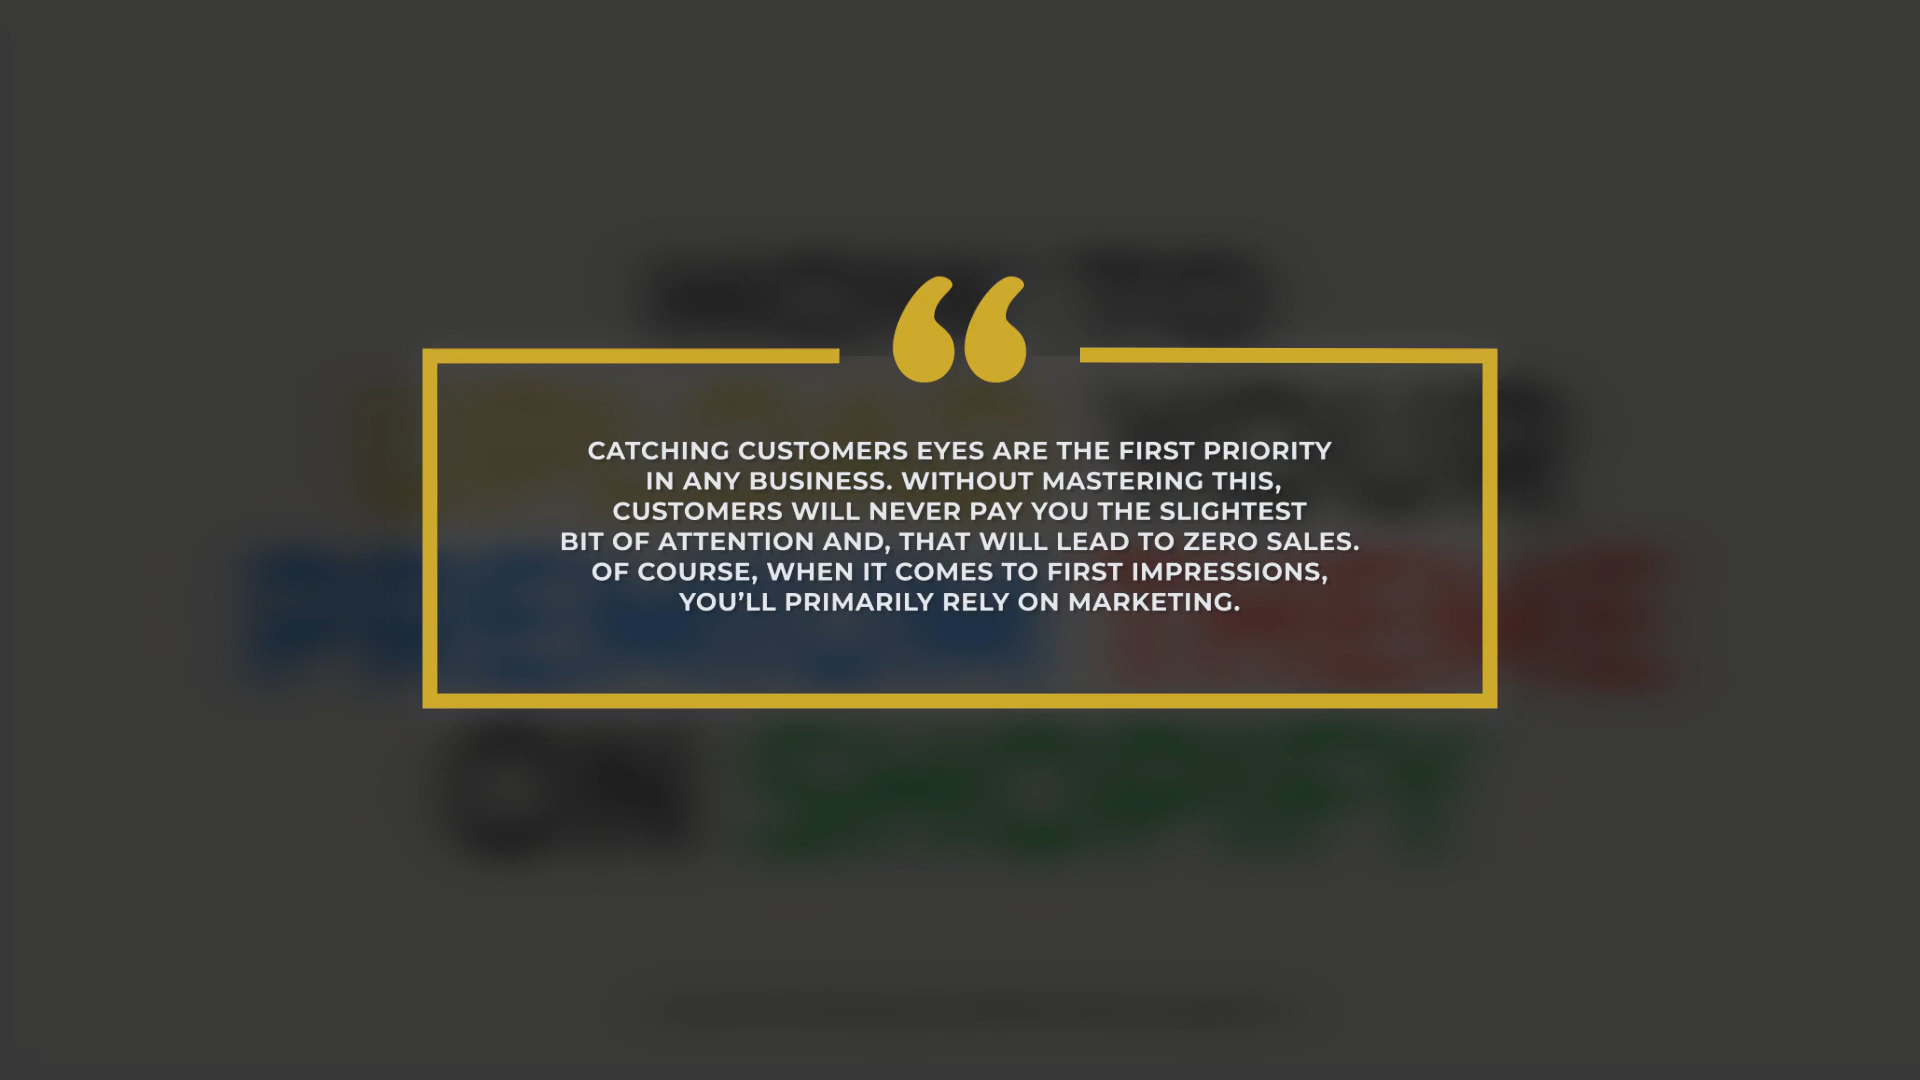 CATCHING CUSTOMERS EYES ARE THE FIRST PRIORITY
IN ANY BUSINESS. WITHOUT MASTERING THIS,
CUSTOMERS WILL NEVER PAY YOU THE SLIGHTEST
BIT OF ATTENTION AND, THAT WILL LEAD TO ZERO SALES.
OF COURSE, WHEN IT COMES TO FIRST IMPRESSIONS,
YOU’LL PRIMARILY RELY ON MARKETING.